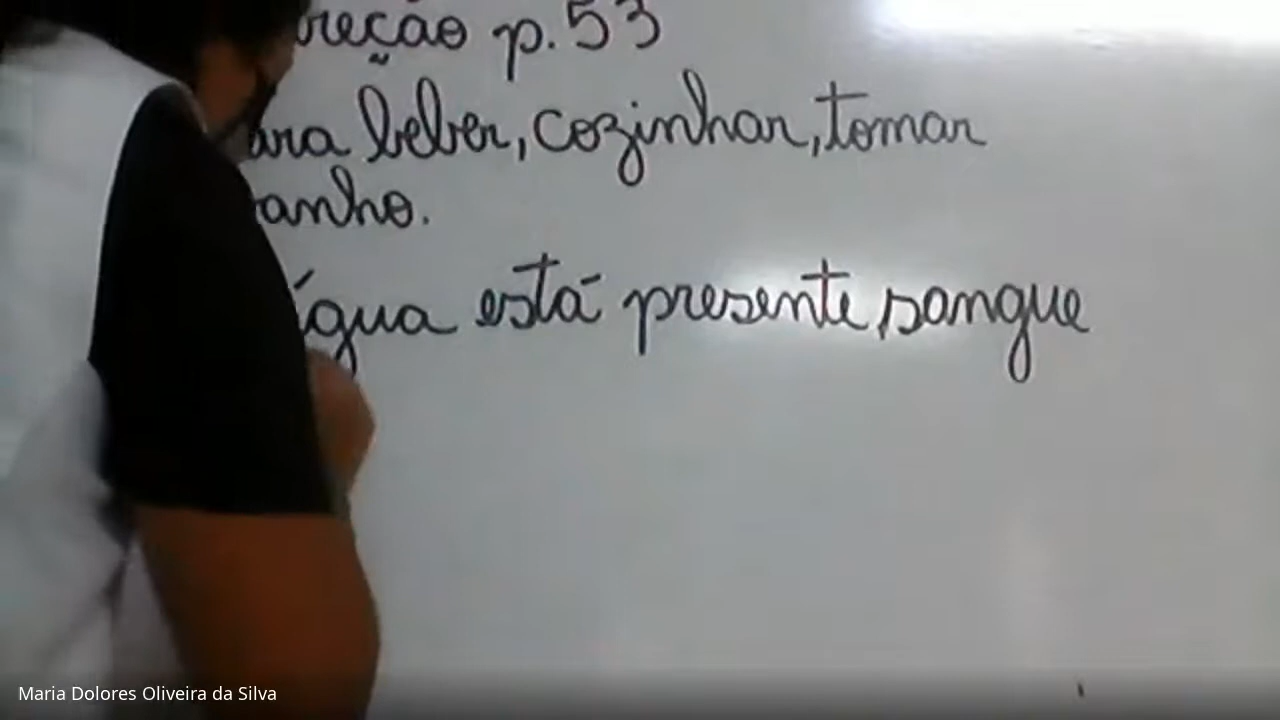 reção p.53
ara beber, cozinhar, tomar
anho.
água está presente, sangue
Maria Dolores Oliveira da Silva